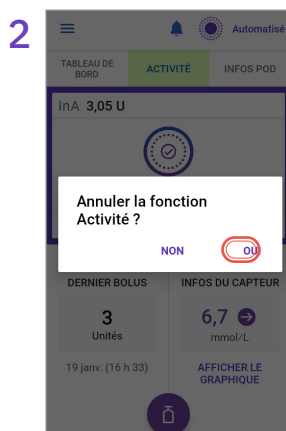 2
Automatisé
TABLEAU DE
BORD
ACTIVITÉ
INFOS POD
InA 3,05 U
Annuler la fonction
Activité ?
NON
OUI
DERNIER BOLUS
INFOS DU CAPTEUR
3
Unités
6,7
mmol/L
19 janv. (16 h 33)
AFFICHER LE
GRAPHIQUE